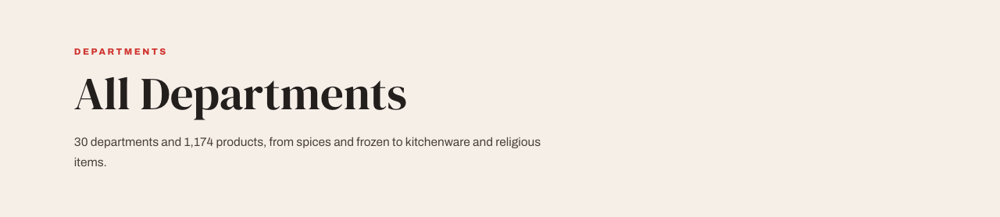 DEPARTMENTS
All Departments
30 departments and 1,174 products, from spices and frozen to kitchenware and religious
items.